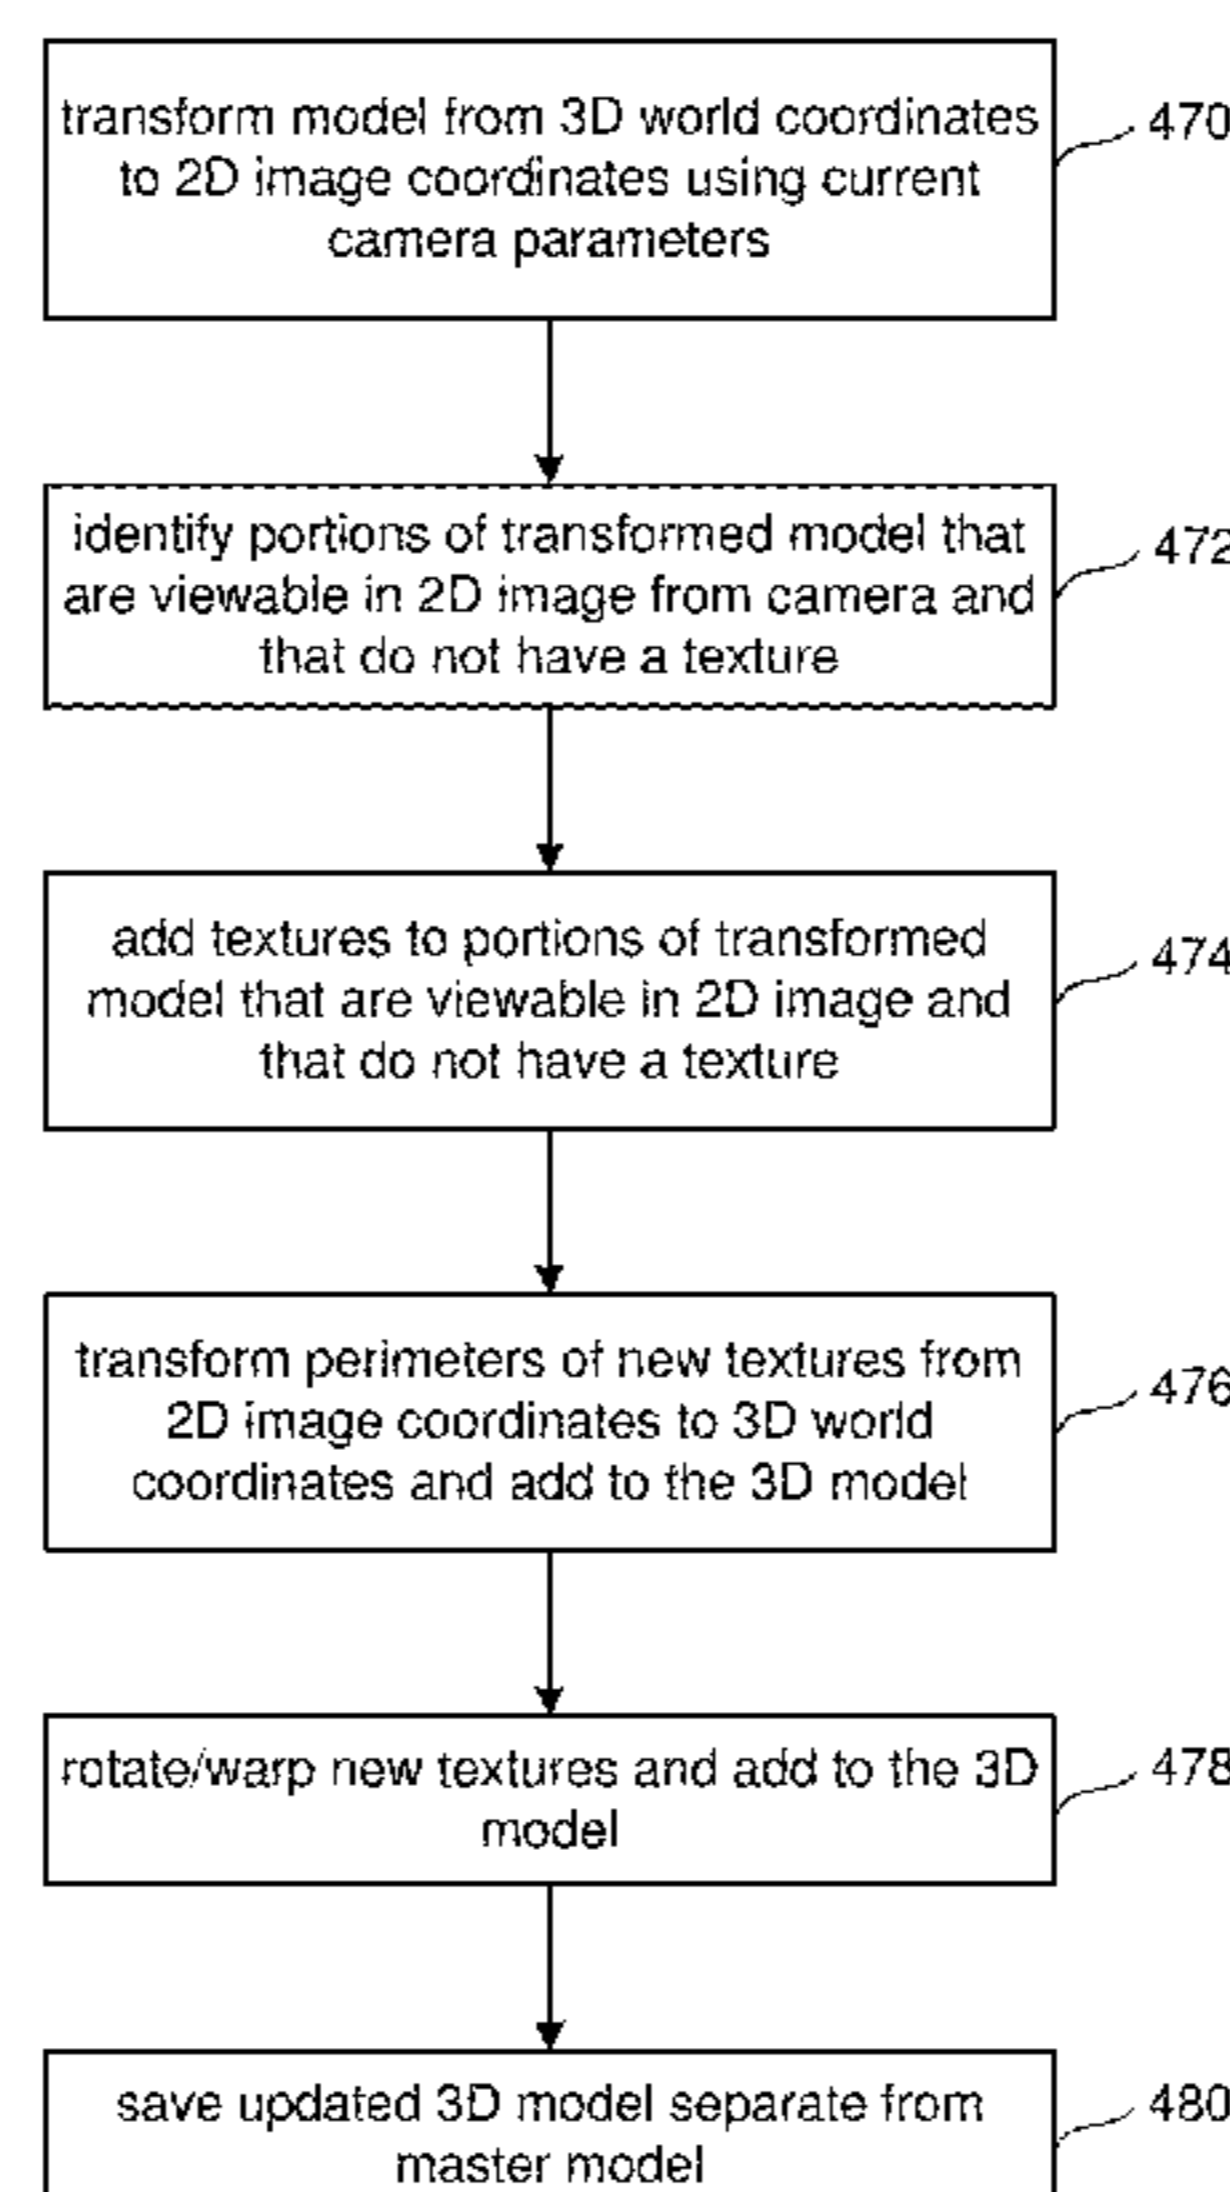 transform model from 3D world coordinates
to 2D image coordinates using current
camera parameters
470
identify portions of transformed model that
are viewable in 2D image from camera and
that do not have a texture
472
add textures to portions of transformed
model that are viewable in 2D image and
that do not have a texture
474
transform perimeters of new textures from
2D image coordinates to 3D world
coordinates and add to the 3D model
476
rotate/warp new textures and add to the 3D
model
478
save updated 3D model separate from
master model
480